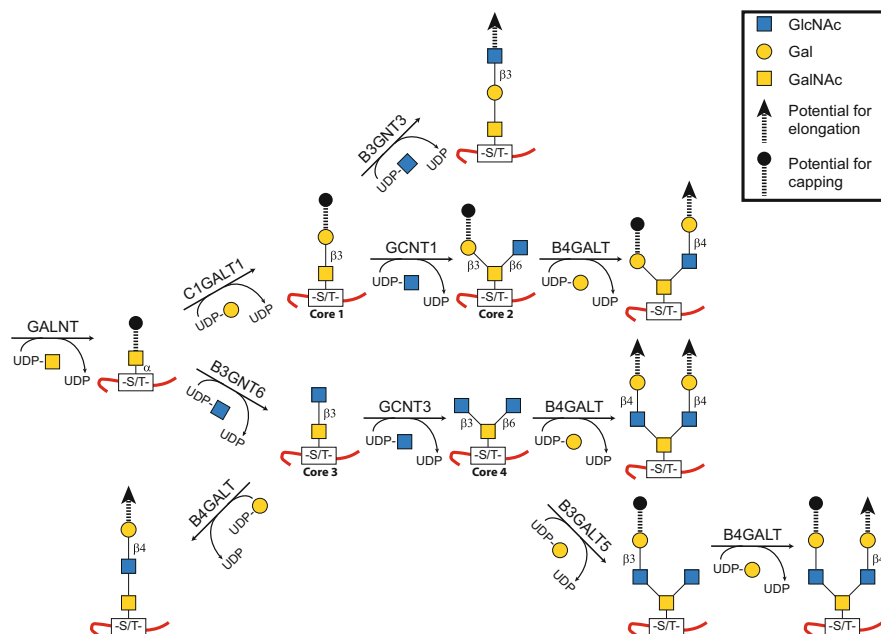 GlcNAc
Gal
GalNAc
Potential for
elongation
Potential for
capping
β3
-S/T-
B3GNT3
UDP-
UDP
β3
-S/T-
Core 1
C1GALT1
UDP-
UDP
GCNT1
UDP-
UDP
β3
β6
-S/T-
Core 2
B4GALT
UDP-
UDP
β4
-S/T-
GALNT
UDP-
UDP
α
-S/T-
B3GNT6
UDP-
UDP
β3
-S/T-
Core 3
GCNT3
UDP-
UDP
β3
β6
-S/T-
Core 4
B4GALT
UDP-
UDP
β4
β4
-S/T-
B4GALT
UDP-
UDP
β4
-S/T-
B3GALT5
UDP-
UDP
β3
-S/T-
B4GALT
UDP-
UDP
β4
-S/T-